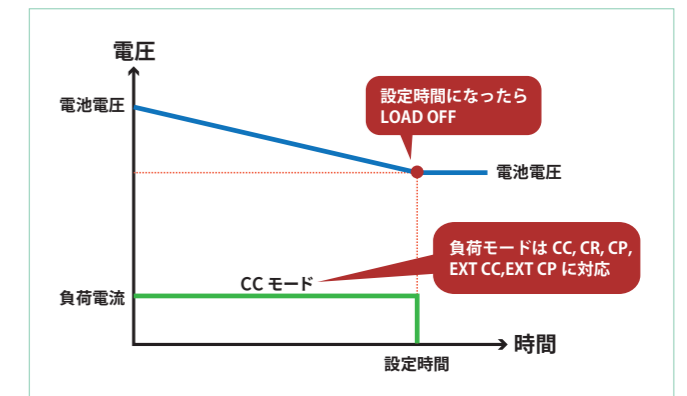 電圧
電池電圧
設定時間になったら
LOAD OFF
電池電圧
負荷モードは CC, CR, CP,
EXT CC,EXT CP に対応
CC モード
負荷電流
時間
設定時間